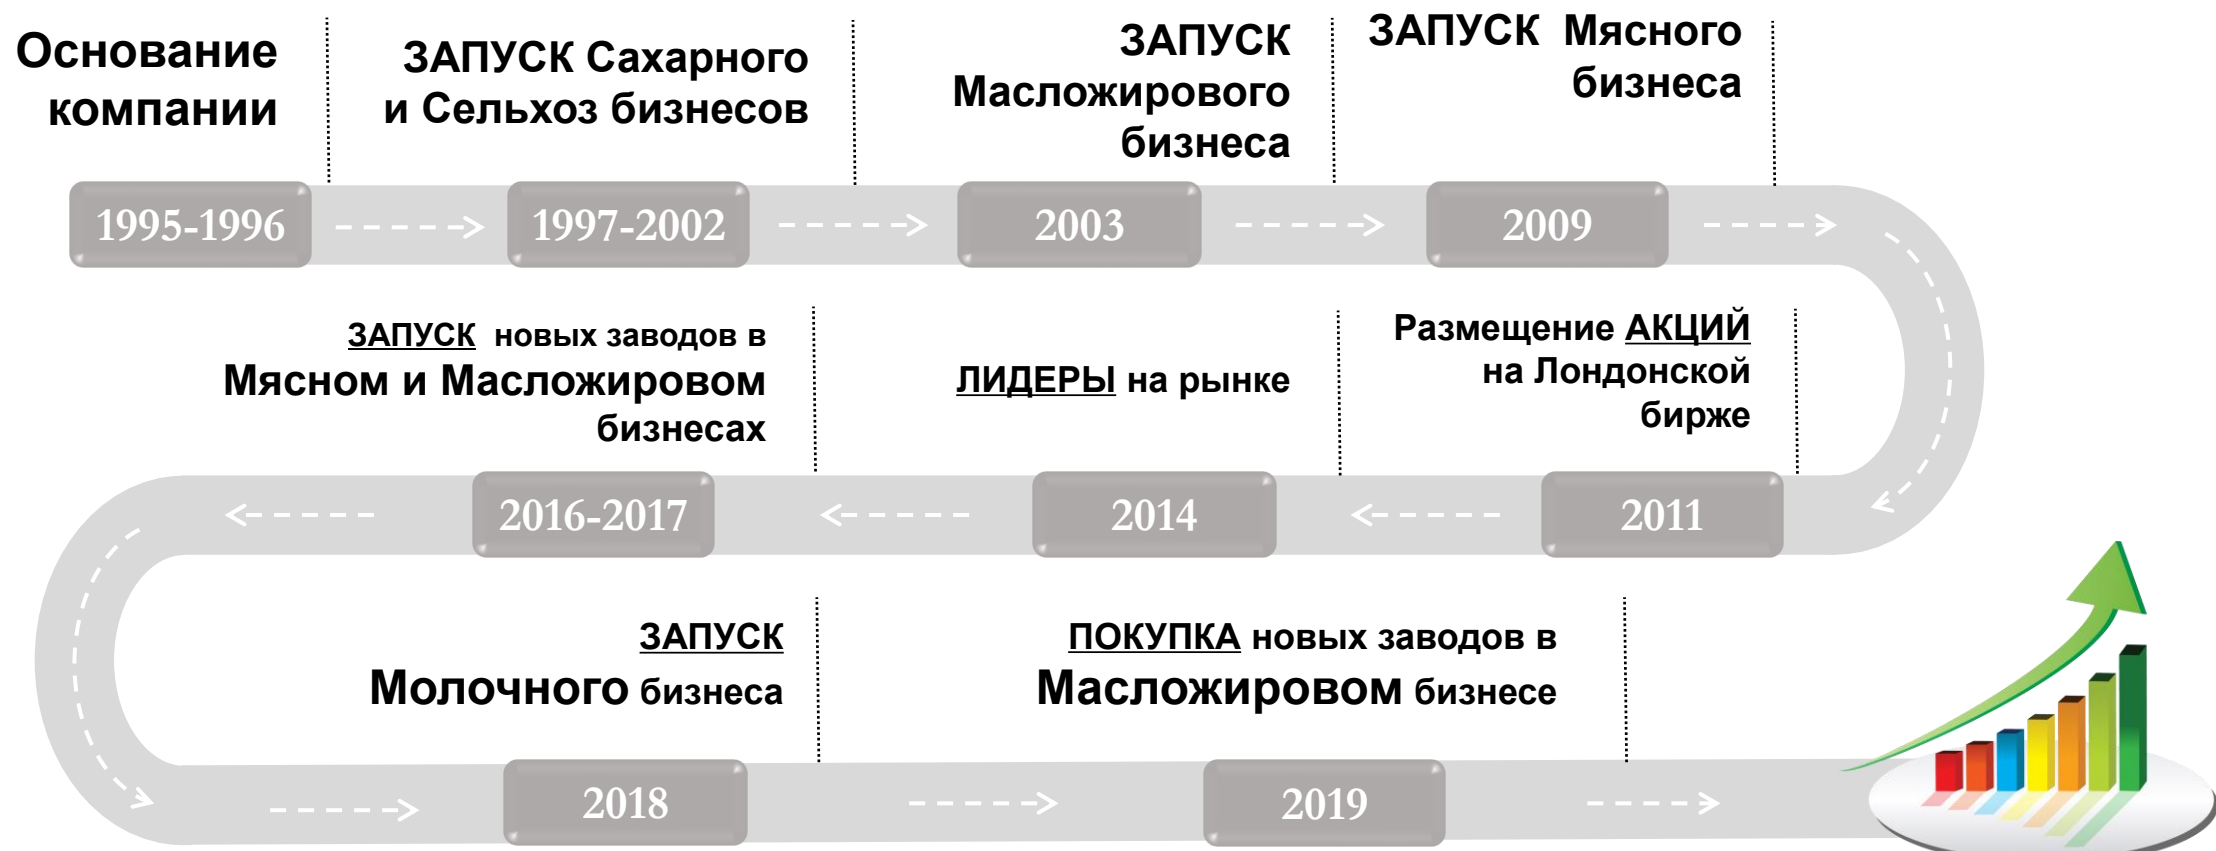 Основание
компании
ЗАПУСК Сахарного
и Сельхоз бизнесов
ЗАПУСК
Масложирового
бизнеса
ЗАПУСК Мясного
бизнеса
1995-1996
1997-2002
2003
2009
Размещение АКЦИЙ
на Лондонской
бирже
ЛИДЕРЫ на рынке
ЗАПУСК новых заводов в
Мясном и Масложировом
бизнесах
2011
2014
2016-2017
ЗАПУСК
Молочного бизнеса
ПОКУПКА новых заводов в
Масложировом бизнесе
2018
2019